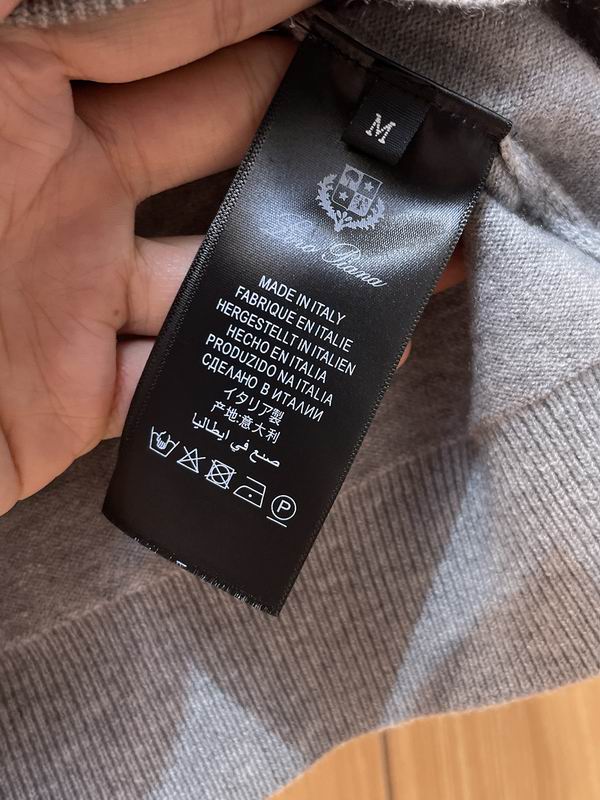 M
Loro Piana
MADE IN ITALY
FABRIQUE EN ITALIE
HERGESTELLT IN ITALIEN
HECHO EN ITALIA
PRODUZIDO NA ITALIA
СДЕЛАНО В ИТАЛИИ
イタリア製
产地:意大利
صنع في ايطاليا
P